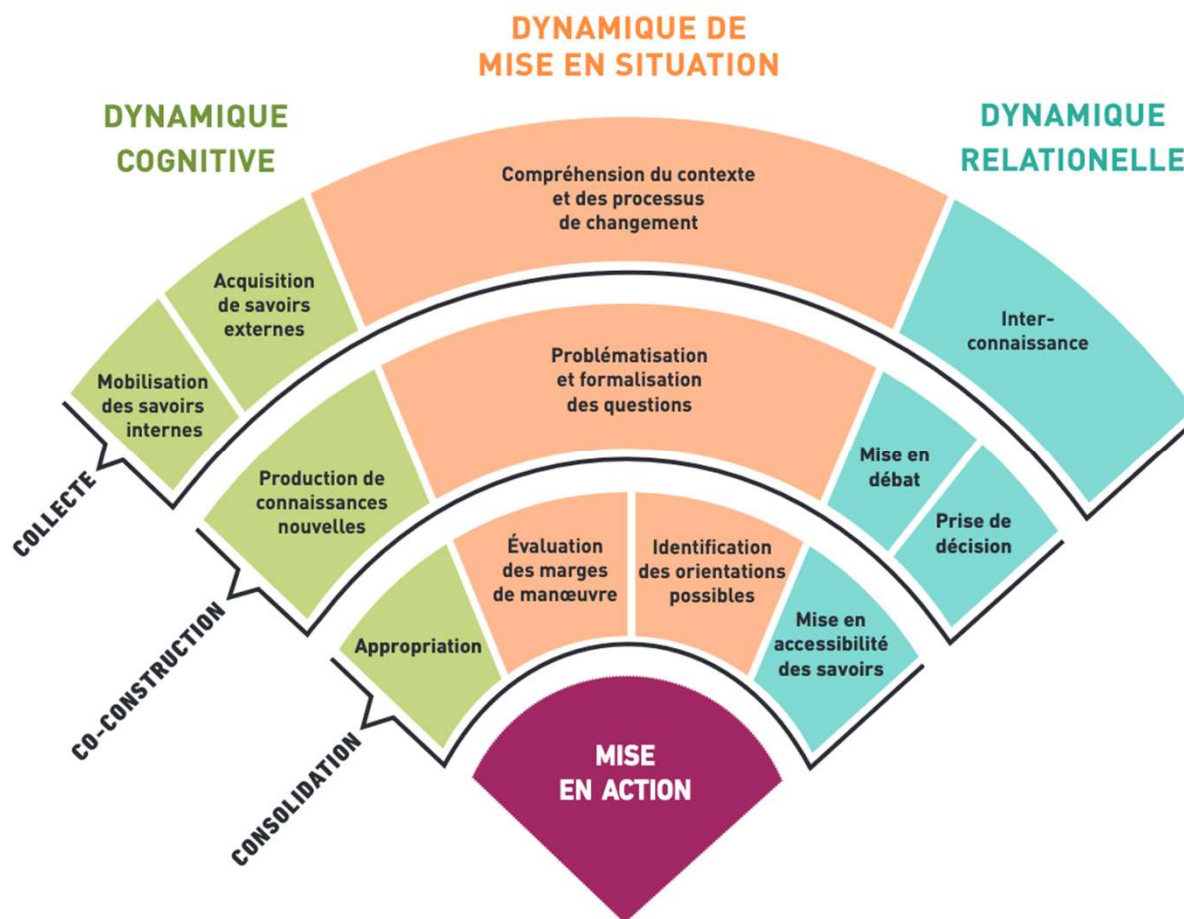 DYNAMIQUE DE
MISE EN SITUATION
DYNAMIQUE
COGNITIVE
DYNAMIQUE
RELATIONELLE
Compréhension du contexte
et des processus
de changement
Acquisition
de savoirs
externes
Mobilisation
des savoirs
internes
Inter-
connaissance
COLLECTE
Problématisation
et formalisation
des questions
Production de
connaissances
nouvelles
Mise en
débat
Prise de
décision
CO-CONSTRUCTION
Appropriation
Évaluation
des marges
de manœuvre
Identification
des orientations
possibles
Mise en
accessibilité
des savoirs
CONSOLIDATION
MISE
EN ACTION